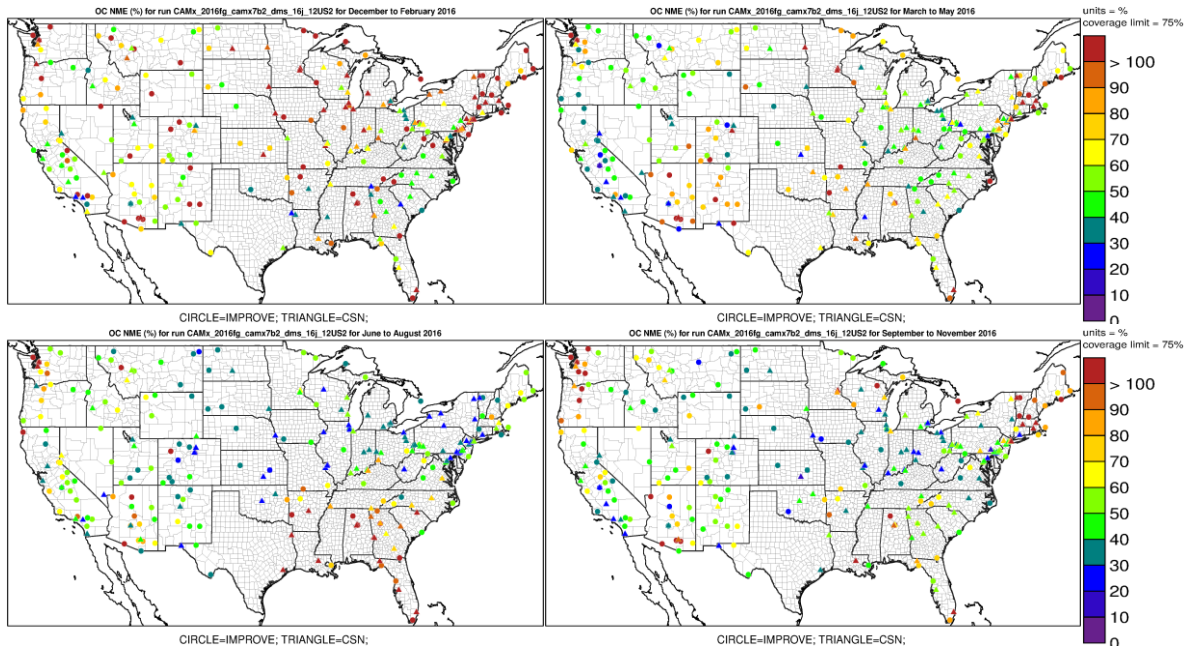 OC NME (%) for run CAMx_2016fg_camx7b2_dms_16j_12US2 for December to February 2016
OC NME (%) for run CAMx_2016fg_camx7b2_dms_16j_12US2 for March to May 2016
units = %
coverage limit = 75%
> 100
90
80
70
60
50
40
30
20
10
0
CIRCLE=IMPROVE; TRIANGLE=CSN;
CIRCLE=IMPROVE; TRIANGLE=CSN;
OC NME (%) for run CAMx_2016fg_camx7b2_dms_16j_12US2 for June to August 2016
OC NME (%) for run CAMx_2016fg_camx7b2_dms_16j_12US2 for September to November 2016
units = %
coverage limit = 75%
> 100
90
80
70
60
50
40
30
20
10
0
CIRCLE=IMPROVE; TRIANGLE=CSN;
CIRCLE=IMPROVE; TRIANGLE=CSN;